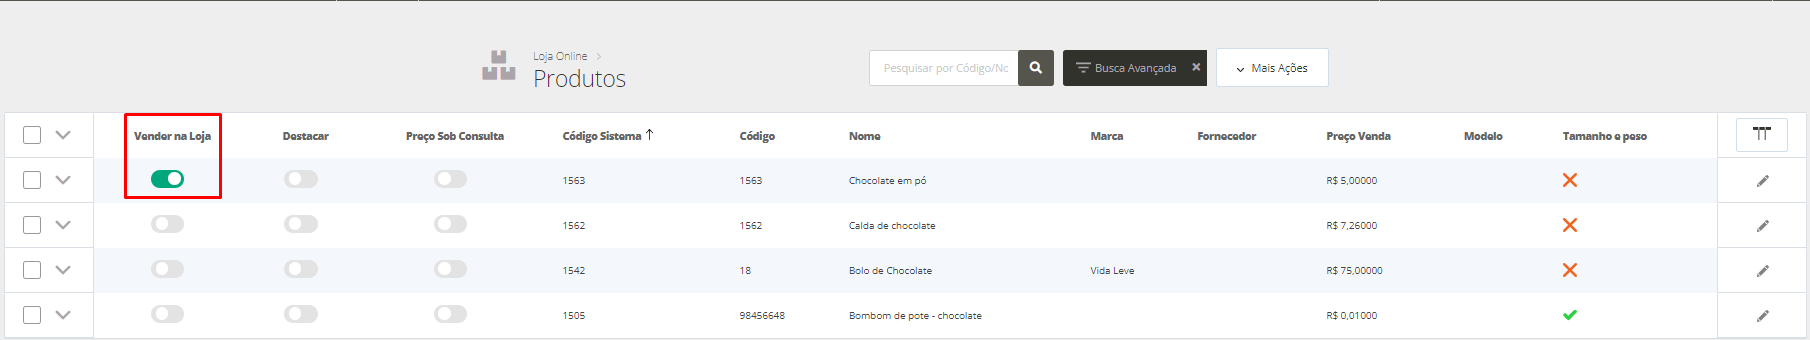 Loja Online >
Produtos
Pesquisar por Código/No
Busca Avançada ×
Mais Ações
Vender na Loja Destacar Preço Sob Consulta Código Sistema ↑ Código Nome Marca Fornecedor Preço Venda Modelo Tamanho e peso
1563 1563 Chocolate em pó R$ 5,00000
1562 1562 Calda de chocolate R$ 7,26000
1542 18 Bolo de Chocolate Vida Leve R$ 75,00000
1505 98456648 Bombom de pote - chocolate R$ 0,01000